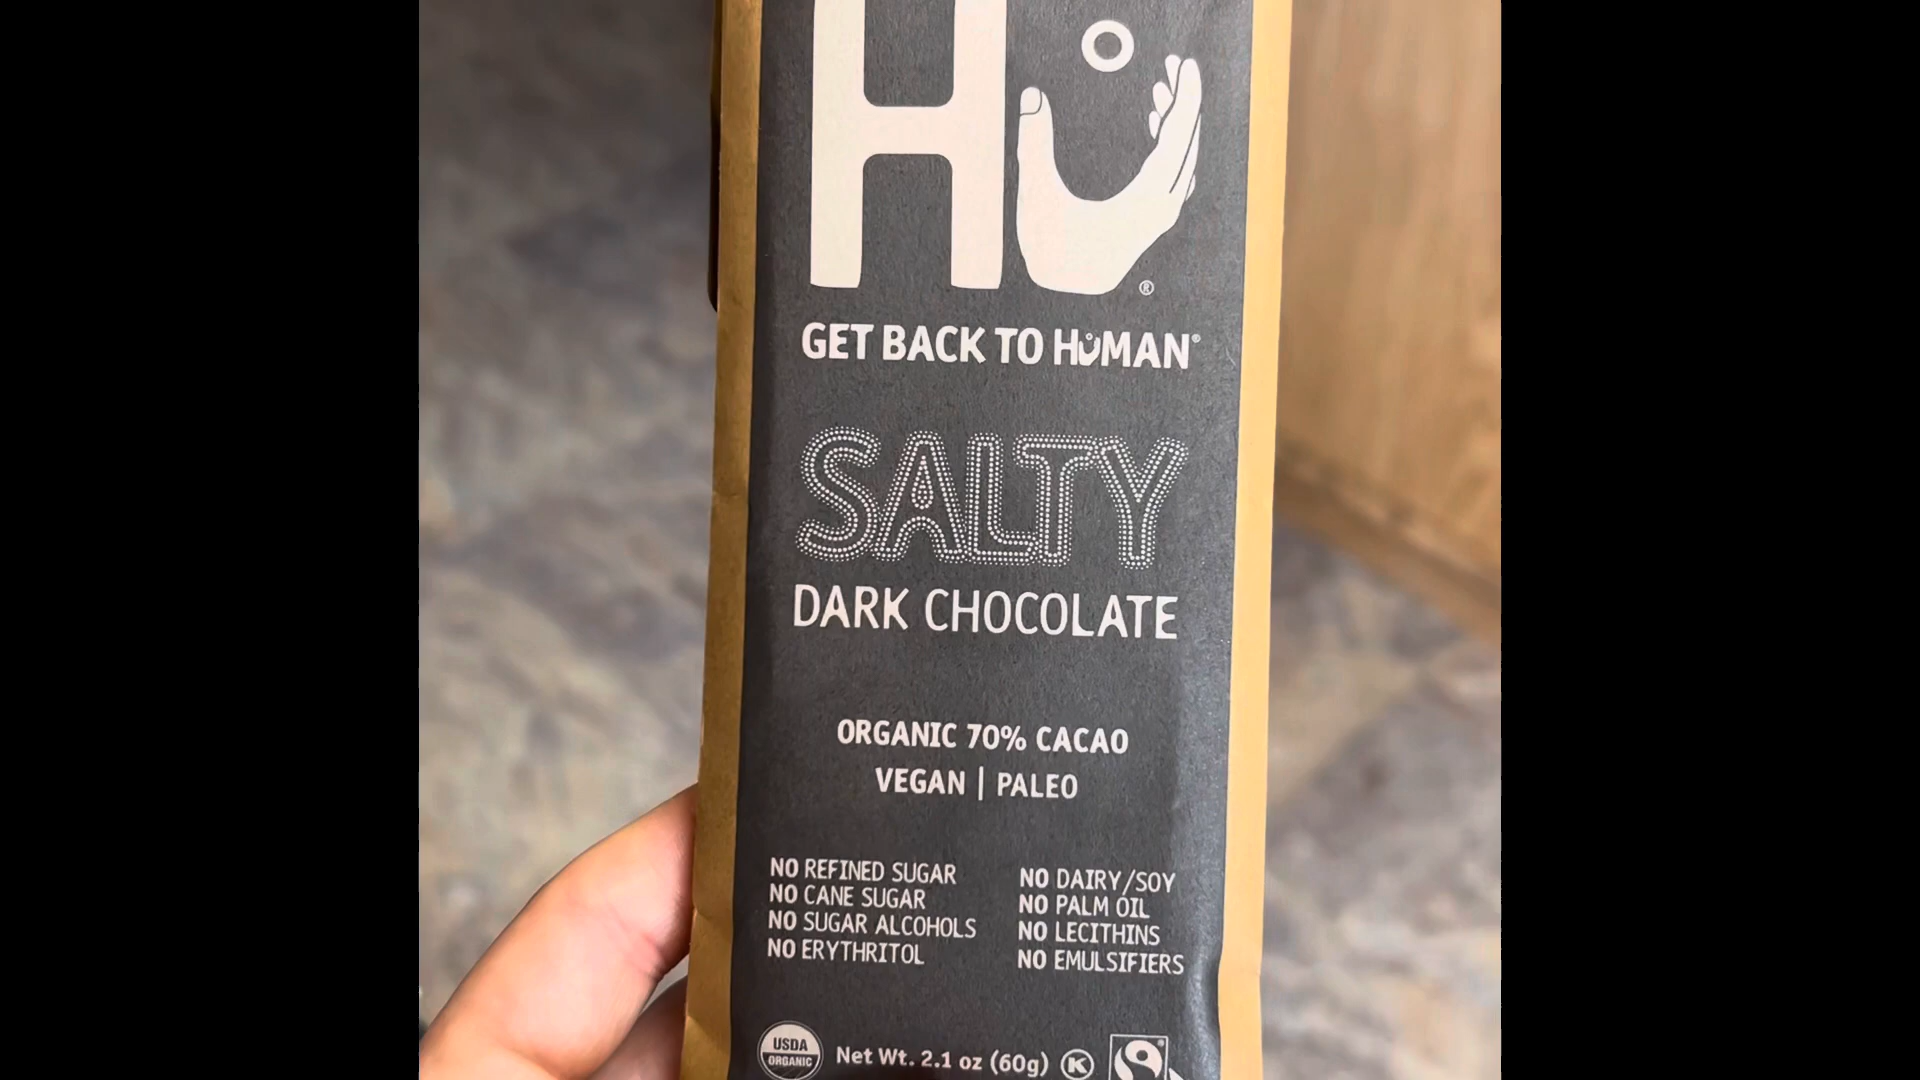 Hu®
GET BACK TO HUMAN®
SALTY
DARK CHOCOLATE
ORGANIC 70% CACAO
VEGAN | PALEO
NO REFINED SUGAR
NO CANE SUGAR
NO SUGAR ALCOHOLS
NO ERYTHRITOL
NO DAIRY/SOY
NO PALM OIL
NO LECITHINS
NO EMULSIFIERS
USDA
ORGANIC
Net Wt. 2.1 oz (60g)
K